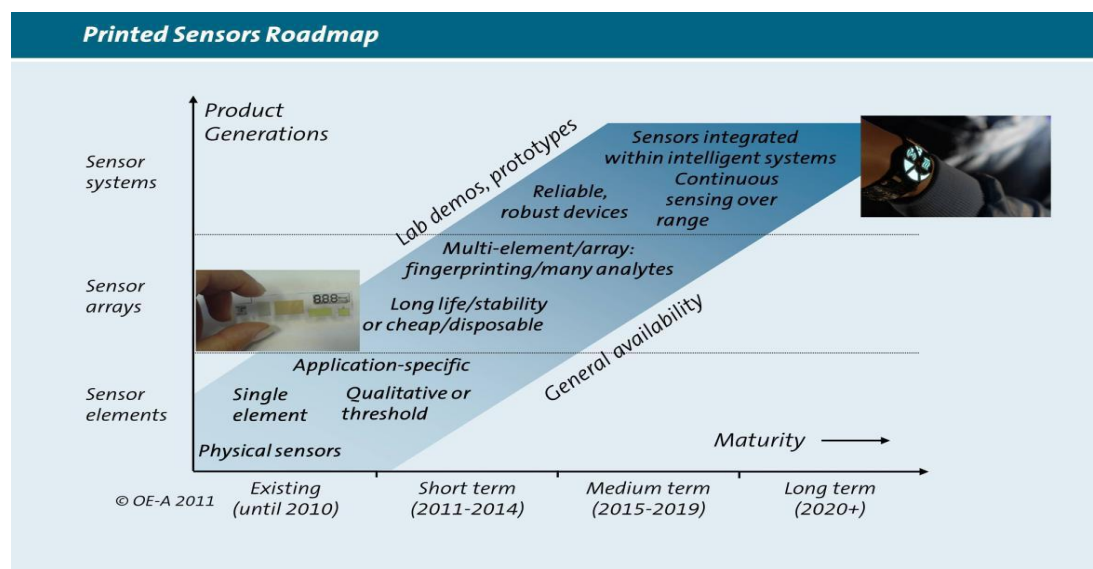 Printed Sensors Roadmap
Product
Generations
Sensor
systems
Sensor
arrays
Sensor
elements
Lab demos, prototypes
Sensors integrated
within intelligent systems
Continuous
sensing over
range
Reliable,
robust devices
Multi-element/array:
fingerprinting/many analytes
Long life/stability
or cheap/disposable
8.8.8
General availability
Application-specific
Single
element
Qualitative or
threshold
Physical sensors
Maturity
© OE-A 2011
Existing
(until 2010)
Short term
(2011-2014)
Medium term
(2015-2019)
Long term
(2020+)